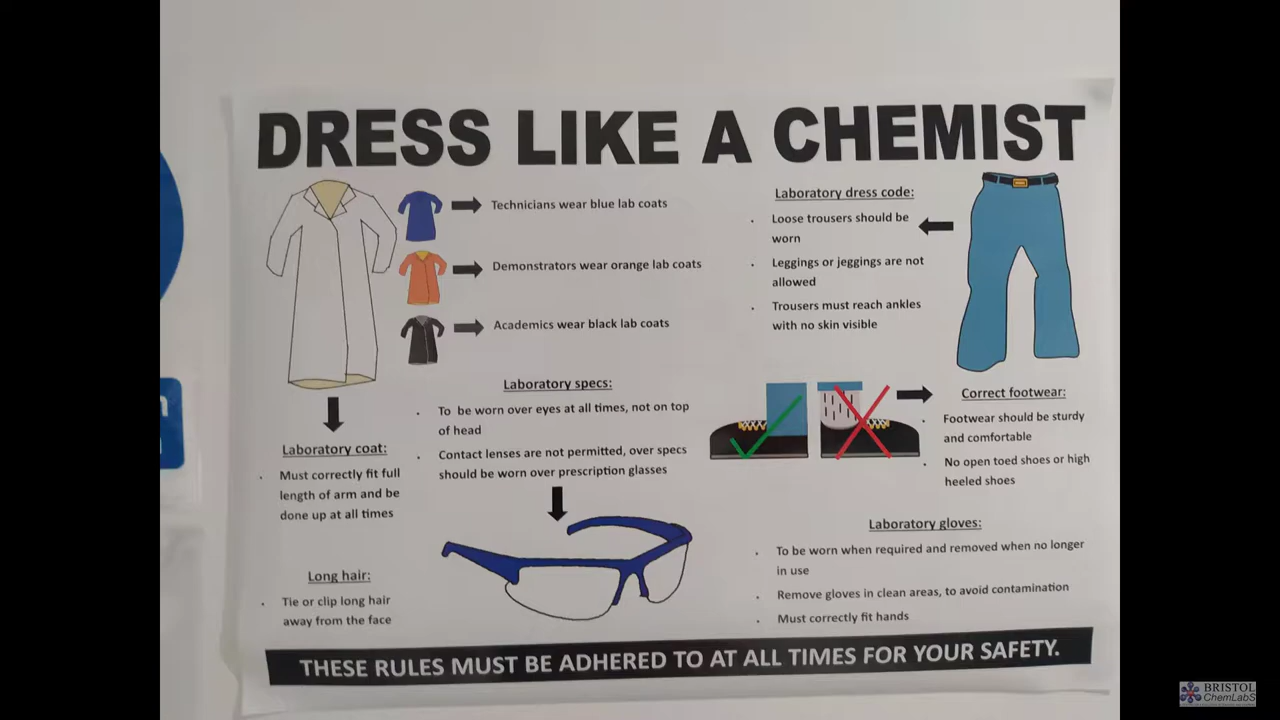 DRESS LIKE A CHEMIST
Technicians wear blue lab coats
Demonstrators wear orange lab coats
Academics wear black lab coats
Laboratory coat:
• Must correctly fit full
length of arm and be
done up at all times
Long hair:
• Tie or clip long hair
away from the face
Laboratory specs:
• To be worn over eyes at all times, not on top
of head
• Contact lenses are not permitted, over specs
should be worn over prescription glasses
Laboratory dress code:
• Loose trousers should be
worn
• Leggings or jeggings are not
allowed
• Trousers must reach ankles
with no skin visible
Correct footwear:
• Footwear should be sturdy
and comfortable
• No open toed shoes or high
heeled shoes
Laboratory gloves:
• To be worn when required and removed when no longer
in use
• Remove gloves in clean areas, to avoid contamination
• Must correctly fit hands
THESE RULES MUST BE ADHERED TO AT ALL TIMES FOR YOUR SAFETY.
BRISTOL
ChemLabS